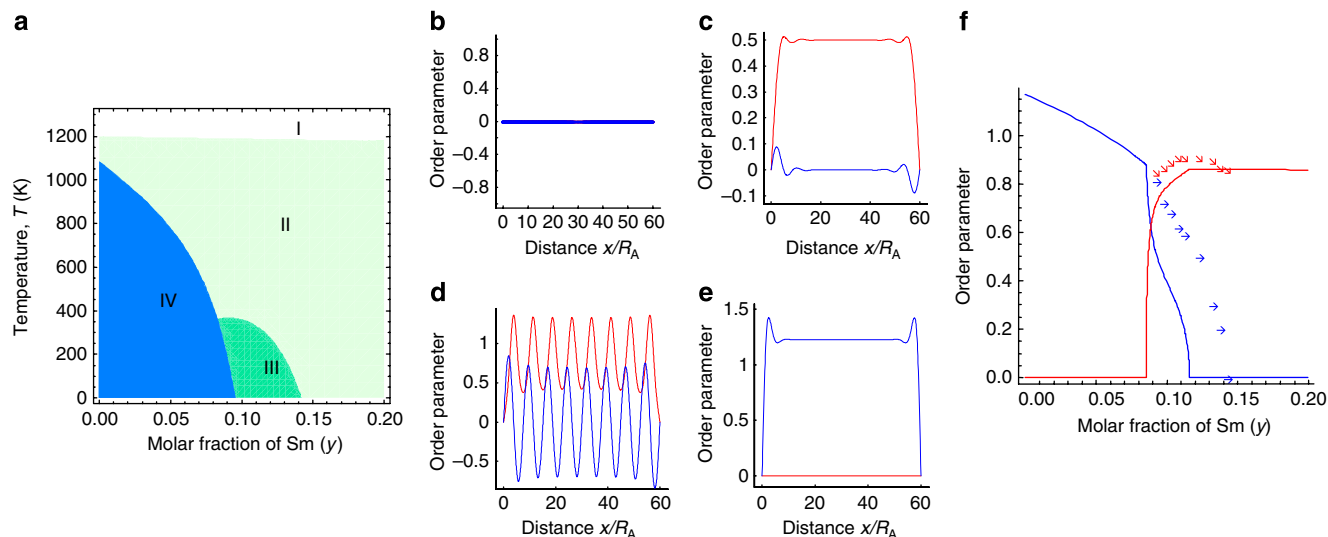 a
Temperature, T (K)
1200
1000
800
600
400
200
0
I
II
III
IV
0.00 0.05 0.10 0.15 0.20
Molar fraction of Sm (y)
b
Order parameter
0.8
0.4
0
−0.4
−0.8
0 10 20 30 40 50 60
Distance x/RA
c
Order parameter
0.5
0.4
0.3
0.2
0.1
0
−0.1
0 20 40 60
Distance x/RA
d
Order parameter
1
0.5
0
−0.5
0 20 40 60
Distance x/RA
e
Order parameter
1.5
1
0.5
0
0 20 40 60
Distance x/RA
f
Order parameter
1.0
0.8
0.6
0.4
0.2
0.0
0.00 0.05 0.10 0.15 0.20
Molar fraction of Sm (y)